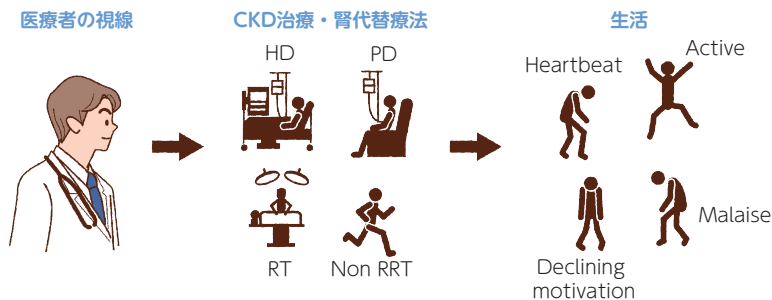 医療者の視線
CKD治療・腎代替療法
生活
HD
PD
RT
Non RRT
Heartbeat
Active
Declining
motivation
Malaise